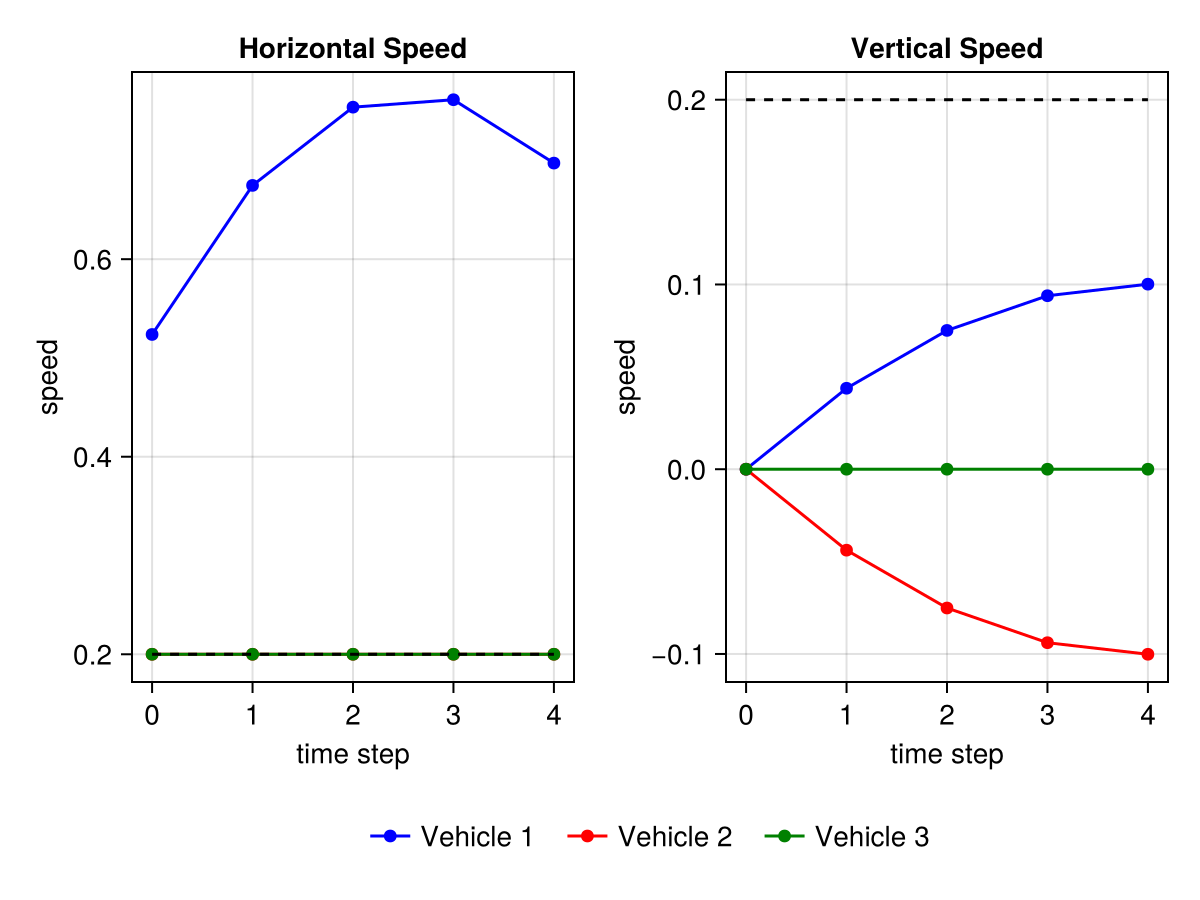 Horizontal Speed
speed
0.6
0.4
0.2
0 1 2 3 4
time step
Vertical Speed
speed
0.2
0.1
0.0
−0.1
0 1 2 3 4
time step
Vehicle 1 Vehicle 2 Vehicle 3